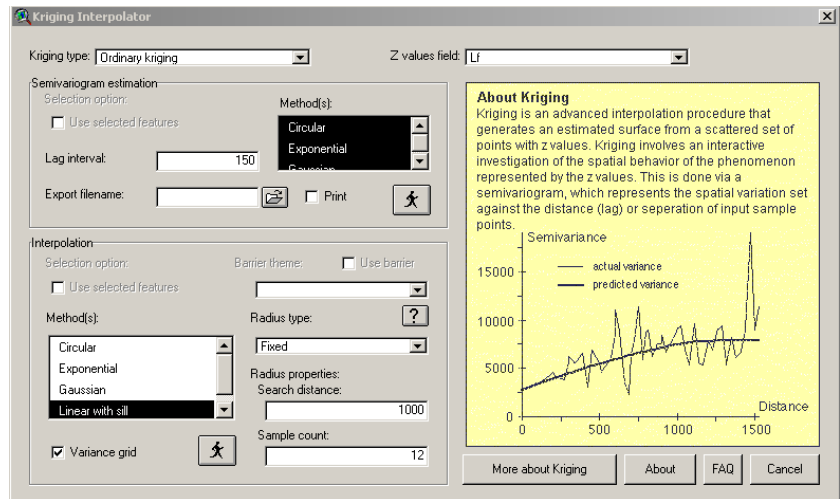 Kriging Interpolator
Kriging type: Ordinary kriging
Z values field: Lf
Semivariogram estimation
Selection option:
Use selected features
Method(s):
Circular
Exponential
Gaussian
Lag interval: 150
Export filename:
Print
Interpolation
Selection option:
Use selected features
Barrier theme:
Use barrier
Method(s):
Circular
Exponential
Gaussian
Linear with sill
Radius type: ?
Fixed
Radius properties:
Search distance:
1000
Sample count:
12
Variance grid
About Kriging
Kriging is an advanced interpolation procedure that
generates an estimated surface from a scattered set of
points with z values. Kriging involves an interactive
investigation of the spatial behavior of the phenomenon
represented by the z values. This is done via a
semivariogram, which represents the spatial variation set
against the distance (lag) or seperation of input sample
points.
Semivariance
actual variance
predicted variance
15000
10000
5000
0
0 500 1000 1500
Distance
More about Kriging
About
FAQ
Cancel